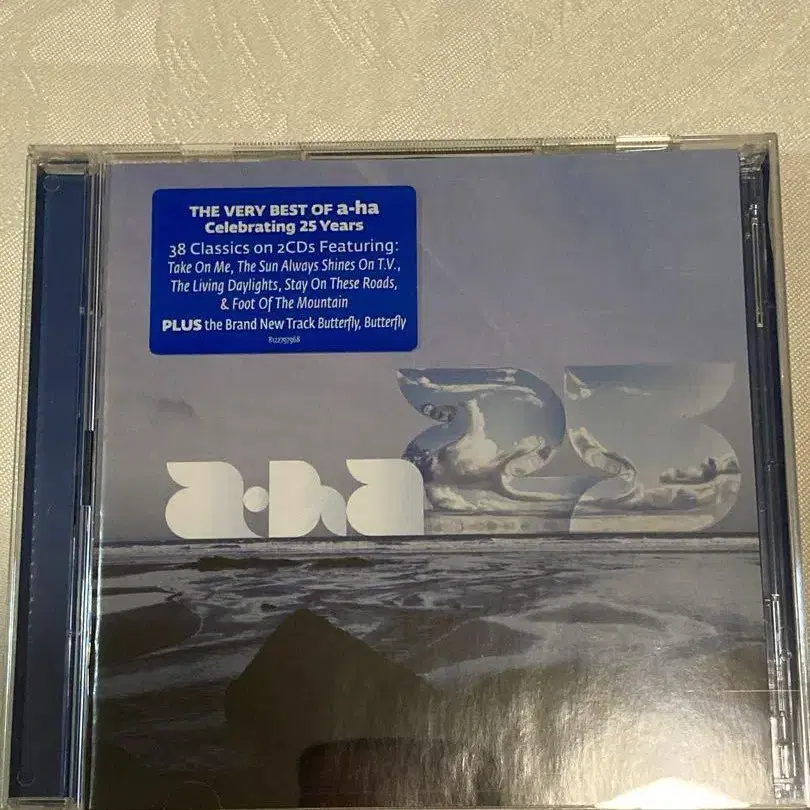 THE VERY BEST OF a-ha
Celebrating 25 Years
38 Classics on 2CDs Featuring:
Take On Me, The Sun Always Shines On T.V.,
The Living Daylights, Stay On These Roads,
& Foot Of The Mountain
PLUS the Brand New Track Butterfly, Butterfly
8122797968
a-ha 25